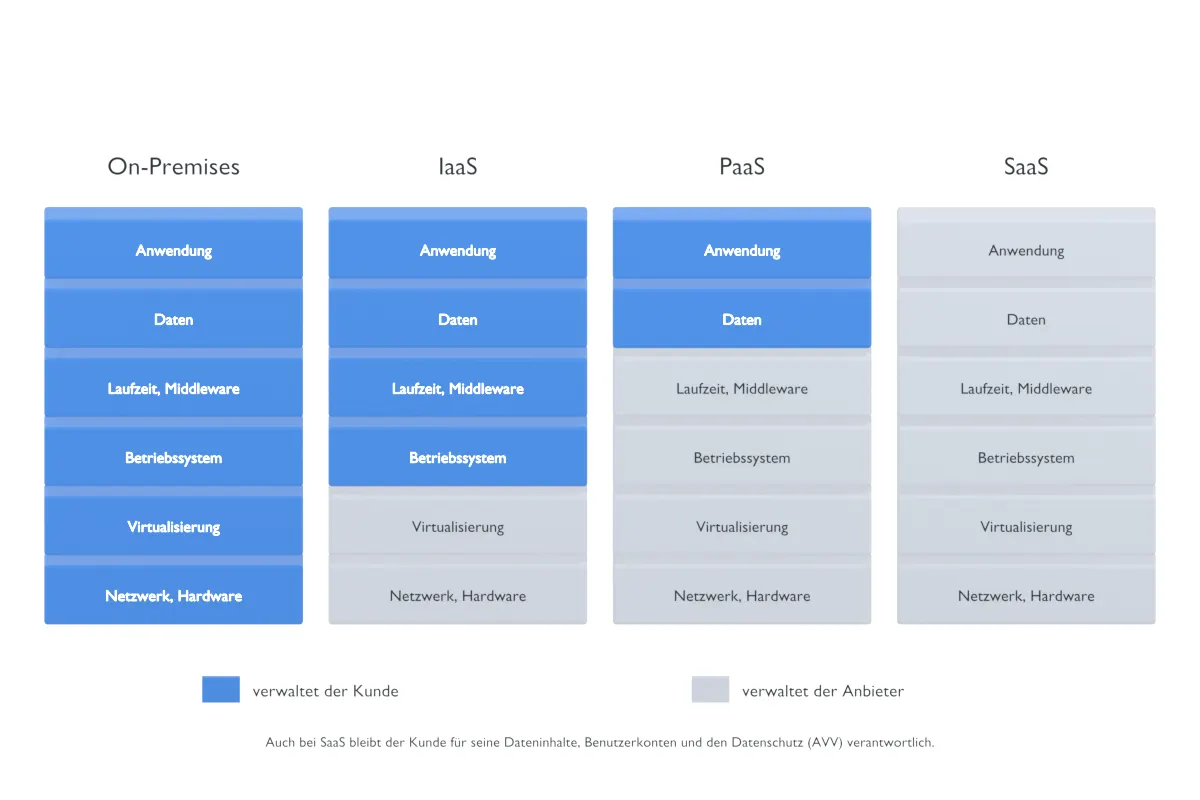 On-Premises IaaS PaaS SaaS
Anwendung Anwendung Anwendung Anwendung
Daten Daten Daten Daten
Laufzeit, Middleware Laufzeit, Middleware Laufzeit, Middleware Laufzeit, Middleware
Betriebssystem Betriebssystem Betriebssystem Betriebssystem
Virtualisierung Virtualisierung Virtualisierung Virtualisierung
Netzwerk, Hardware Netzwerk, Hardware Netzwerk, Hardware Netzwerk, Hardware
verwaltet der Kunde verwaltet der Anbieter
Auch bei SaaS bleibt der Kunde für seine Dateninhalte, Benutzerkonten und den Datenschutz (AVV) verantwortlich.